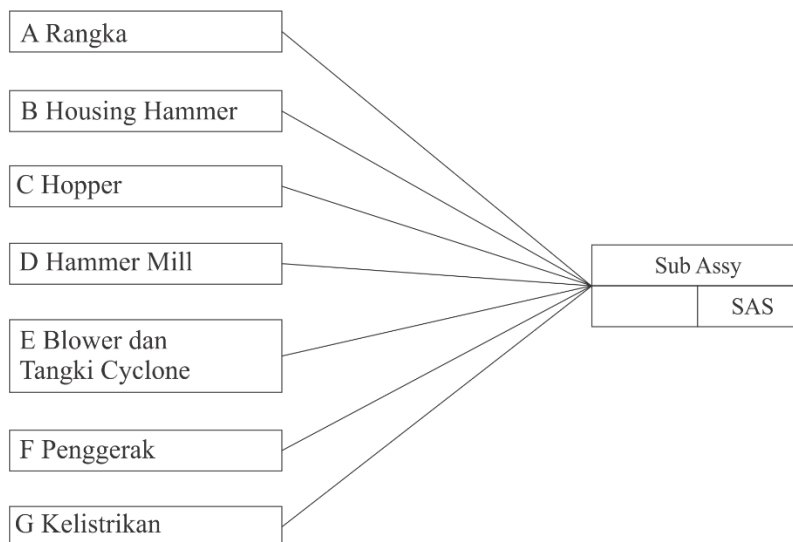 A Rangka
B Housing Hammer
C Hopper
D Hammer Mill
E Blower dan
Tangki Cyclone
F Penggerak
G Kelistrikan
Sub Assy
SAS